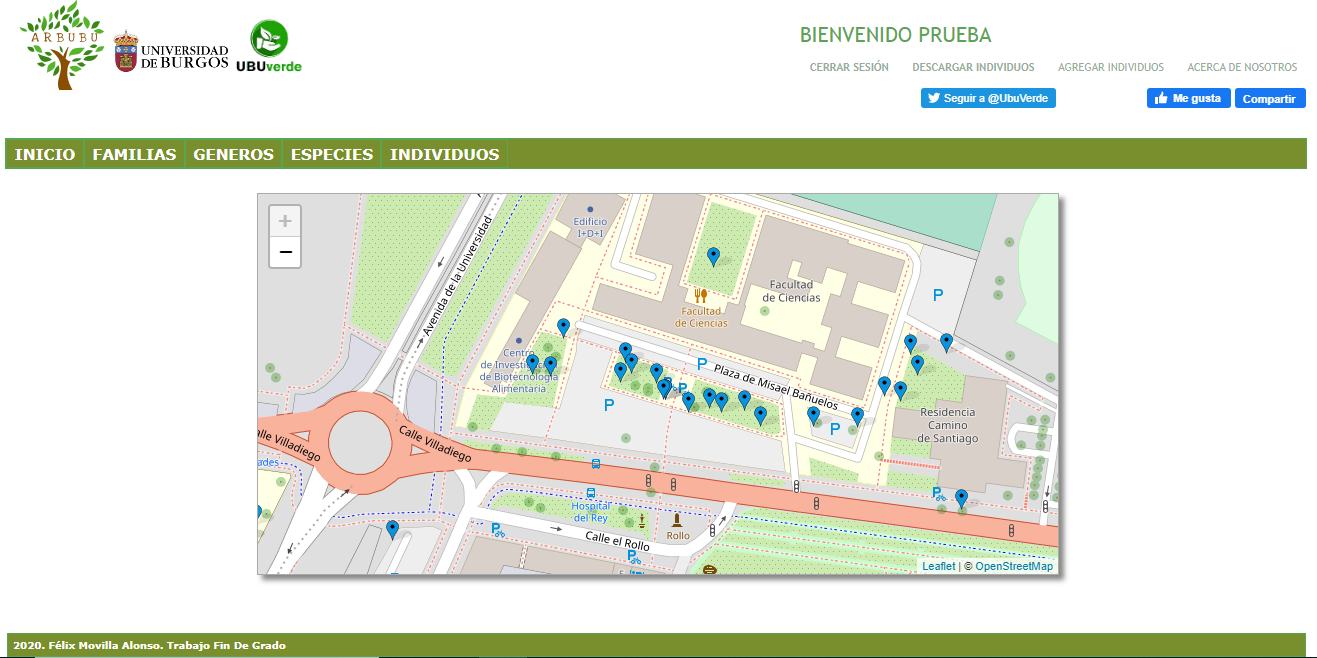 ARBUBU
UNIVERSIDAD
DE BURGOS
UBUverde
BIENVENIDO PRUEBA
CERRAR SESIÓN
DESCARGAR INDIVIDUOS
AGREGAR INDIVIDUOS
ACERCA DE NOSOTROS
Seguir a @UbuVerde
Me gusta
Compartir
INICIO
FAMILIAS
GENEROS
ESPECIES
INDIVIDUOS
+
−
Edificio
I+D+I
Avenida de la Universidad
Facultad
de Ciencias
Facultad
de Ciencias
P
Centro
de Investigación
de Biotecnología
Alimentaria
P
Plaza de Misael Bañuelos
P
P
P
Residencia
Camino
de Santiago
alle Villadiego
Calle Villadiego
ades
P
Hospital
del Rey
P
Rollo
Calle el Rollo
P
Leaflet | © OpenStreetMap
2020. Félix Movilla Alonso. Trabajo Fin De Grado